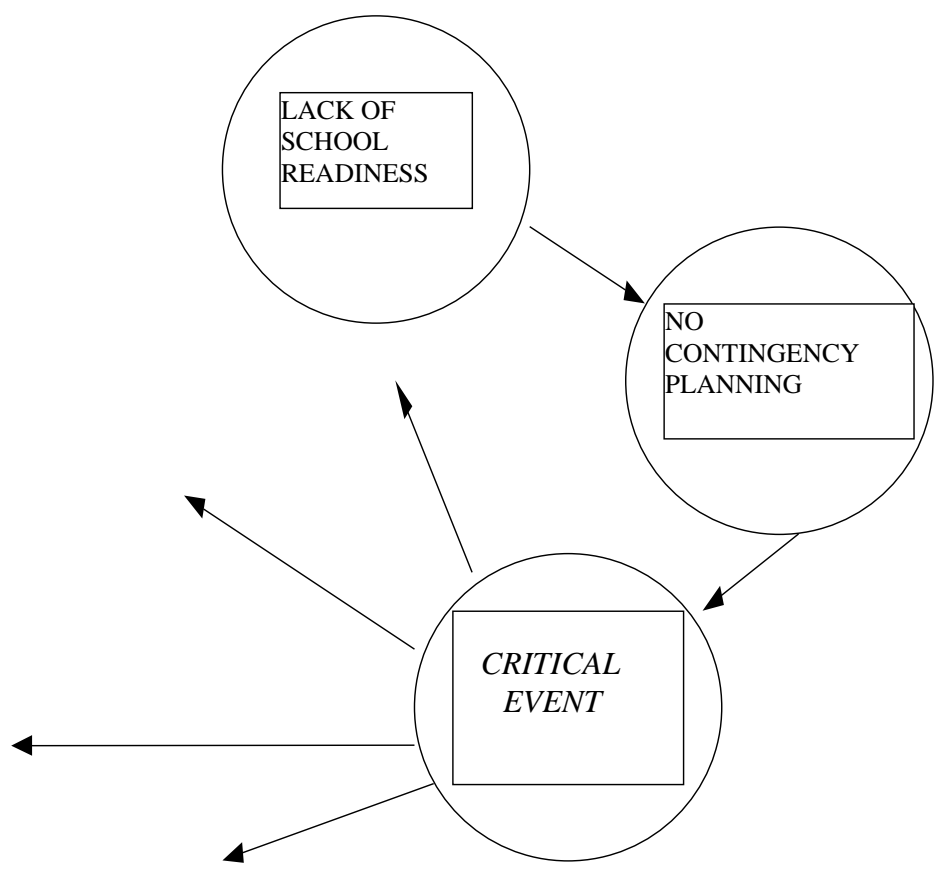 LACK OF
SCHOOL
READINESS
NO
CONTINGENCY
PLANNING
CRITICAL
EVENT